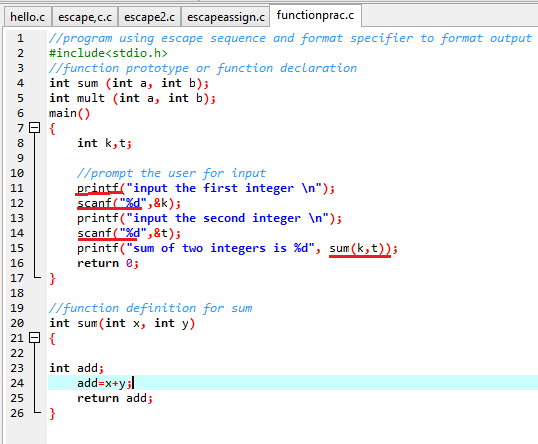 hello.c escape,c.c escape2.c escapeassign.c functionprac.c
1 //program using escape sequence and format specifier to format output
2 #include<stdio.h>
3 //function prototype or function declaration
4 int sum (int a, int b);
5 int mult (int a, int b);
6 main()
7 {
8 int k,t;
9
10 //prompt the user for input
11 printf("input the first integer \n");
12 scanf("%d",&k);
13 printf("input the second integer \n");
14 scanf("%d",&t);
15 printf("sum of two integers is %d", sum(k,t));
16 return 0;
17 }
18
19 //function definition for sum
20 int sum(int x, int y)
21 {
22
23 int add;
24 add=x+y;
25 return add;
26 }